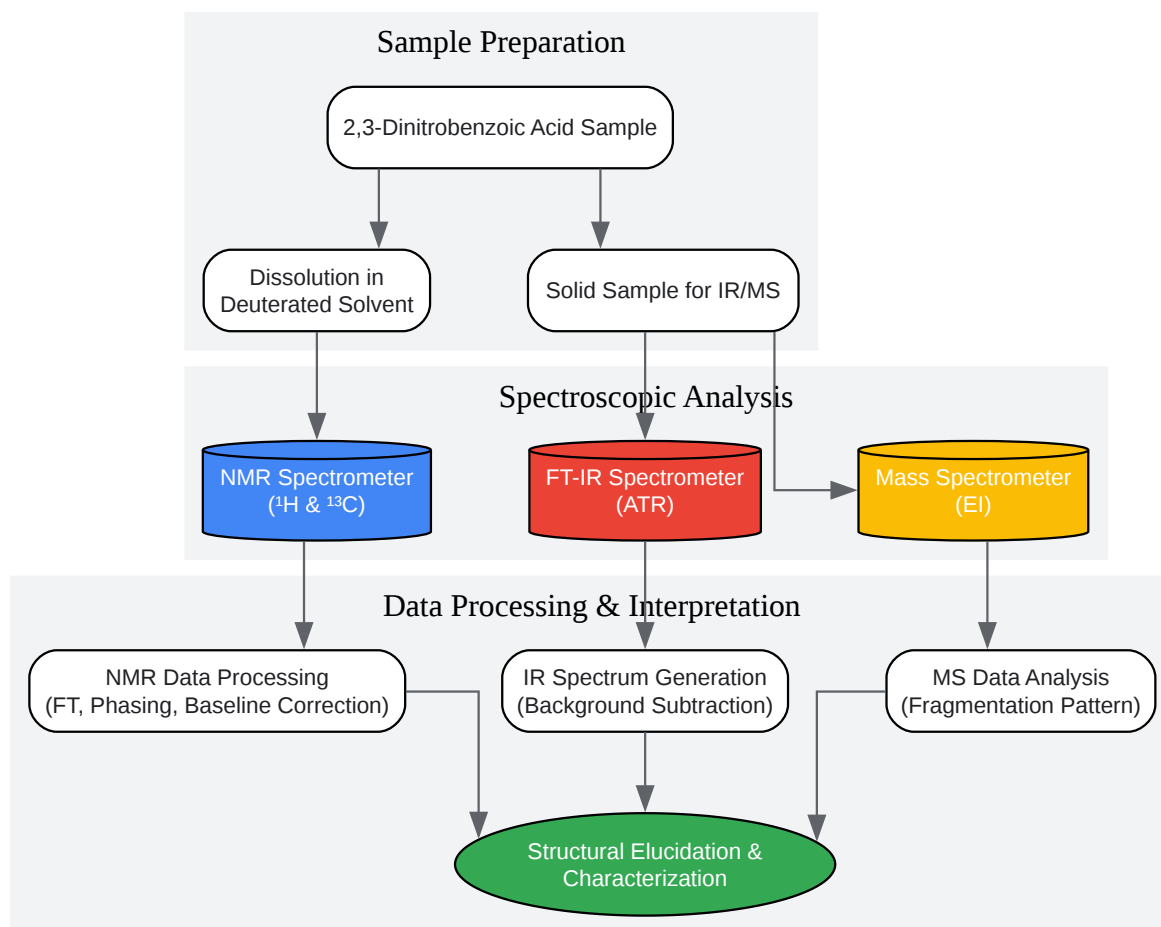 Sample Preparation
2,3-Dinitrobenzoic Acid Sample
Dissolution in
Deuterated Solvent
Solid Sample for IR/MS
Spectroscopic Analysis
NMR Spectrometer
(¹H & ¹³C)
FT-IR Spectrometer
(ATR)
Mass Spectrometer
(EI)
Data Processing & Interpretation
NMR Data Processing
(FT, Phasing, Baseline Correction)
IR Spectrum Generation
(Background Subtraction)
MS Data Analysis
(Fragmentation Pattern)
Structural Elucidation &
Characterization